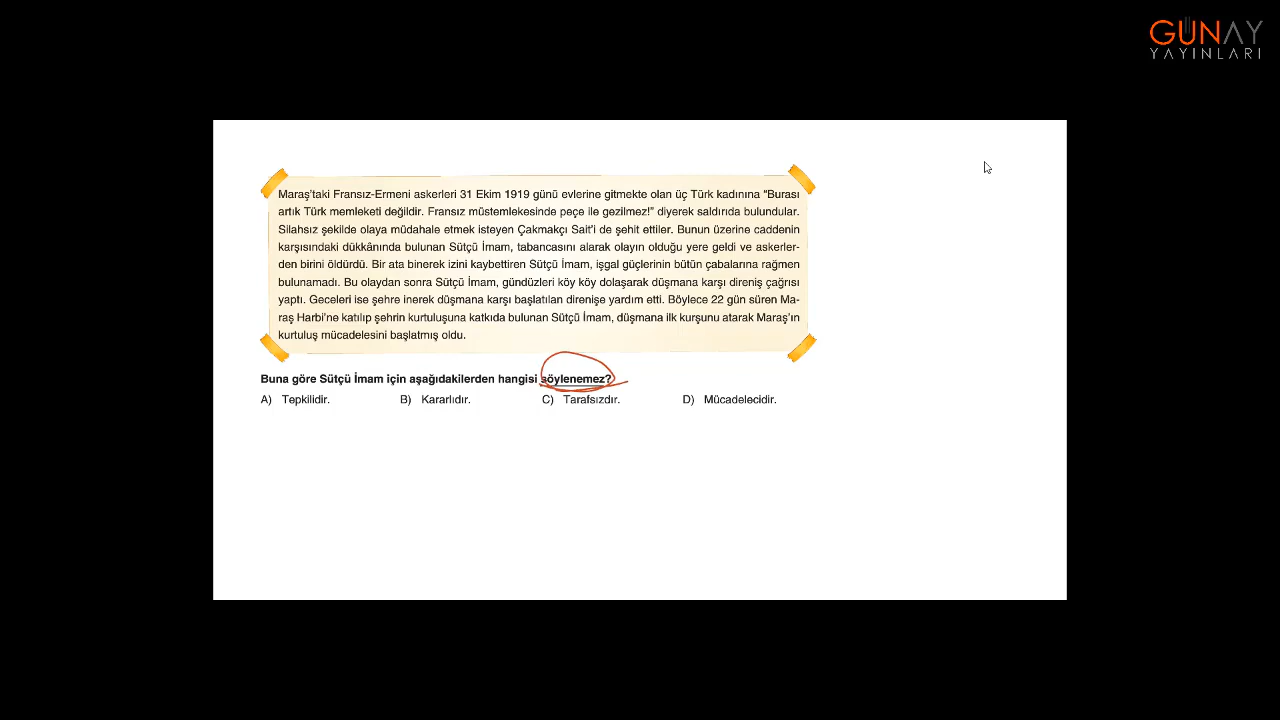 GÜNAY
YAYINLARI
Maraş'taki Fransız-Ermeni askerleri 31 Ekim 1919 günü evlerine gitmekte olan üç Türk kadınına "Burası
artık Türk memleketi değildir. Fransız müstemlekesinde peçe ile gezilmez!" diyerek saldırıda bulundular.
Silahsız şekilde olaya müdahale etmek isteyen Çakmakçı Sait'i de şehit ettiler. Bunun üzerine caddenin
karşısındaki dükkânında bulunan Sütçü İmam, tabancasını alarak olayın olduğu yere geldi ve askerler-
den birini öldürdü. Bir ata binerek izini kaybettiren Sütçü İmam, işgal güçlerinin bütün çabalarına rağmen
bulunamadı. Bu olaydan sonra Sütçü İmam, gündüzleri köy köy dolaşarak düşmana karşı direniş çağrısı
yaptı. Geceleri ise şehre inerek düşmana karşı başlatılan direnişe yardım etti. Böylece 22 gün süren Ma-
raş Harbi'ne katılıp şehrin kurtuluşuna katkıda bulunan Sütçü İmam, düşmana ilk kurşunu atarak Maraş'ın
kurtuluş mücadelesini başlatmış oldu.
Buna göre Sütçü İmam için aşağıdakilerden hangisi söylenemez?
A) Tepkilidir. B) Kararlıdır. C) Tarafsızdır. D) Mücadelecidir.